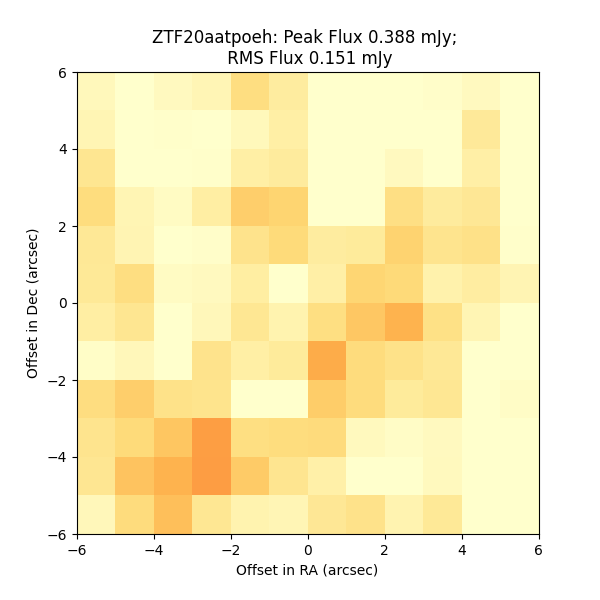 ZTF20aatpoeh: Peak Flux 0.388 mJy;
RMS Flux 0.151 mJy
6
4
2
0
−2
−4
−6
Offset in Dec (arcsec)
−6 −4 −2 0 2 4 6
Offset in RA (arcsec)